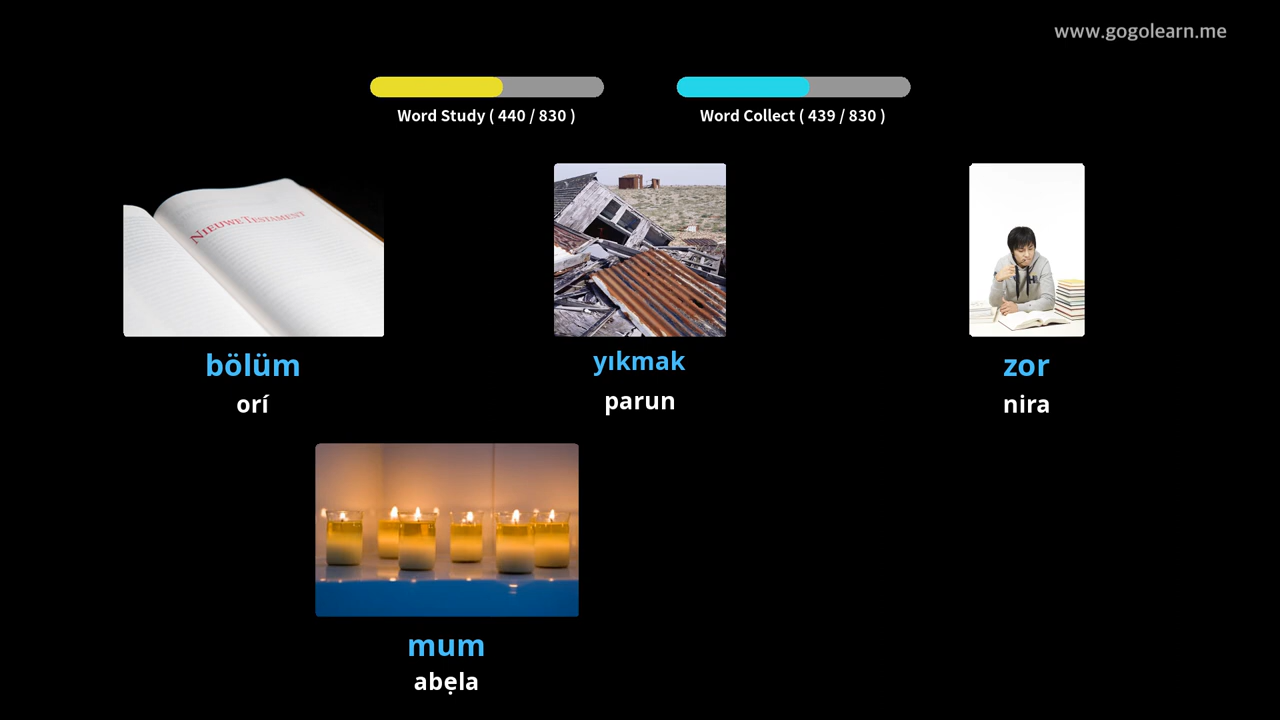 www.gogolearn.me
Word Study ( 440 / 830 )
Word Collect ( 439 / 830 )
NIEUWE TESTAMENT
bölüm
orí
yıkmak
parun
zor
nira
mum
abẹla